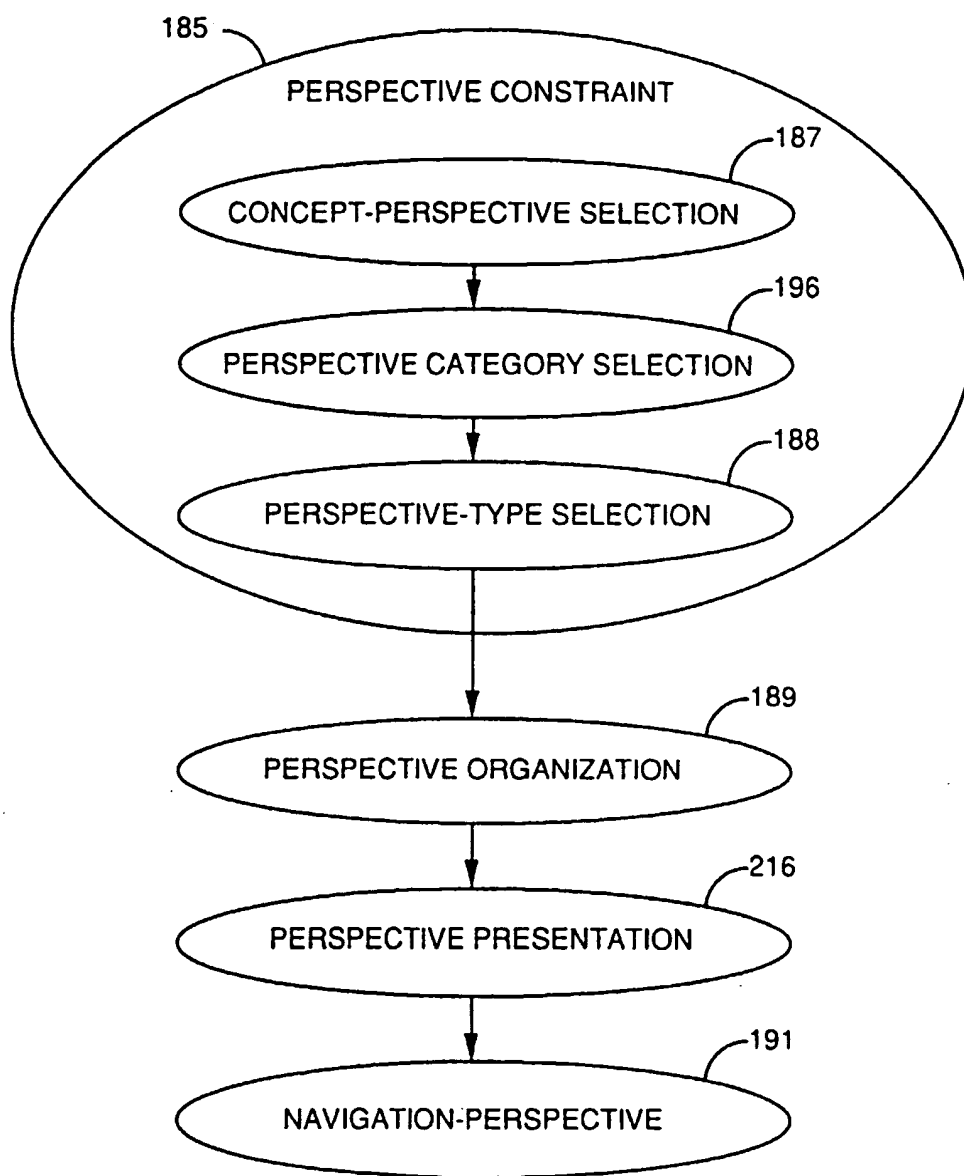 185
PERSPECTIVE CONSTRAINT
187
CONCEPT-PERSPECTIVE SELECTION
196
PERSPECTIVE CATEGORY SELECTION
188
PERSPECTIVE-TYPE SELECTION
189
PERSPECTIVE ORGANIZATION
216
PERSPECTIVE PRESENTATION
191
NAVIGATION-PERSPECTIVE